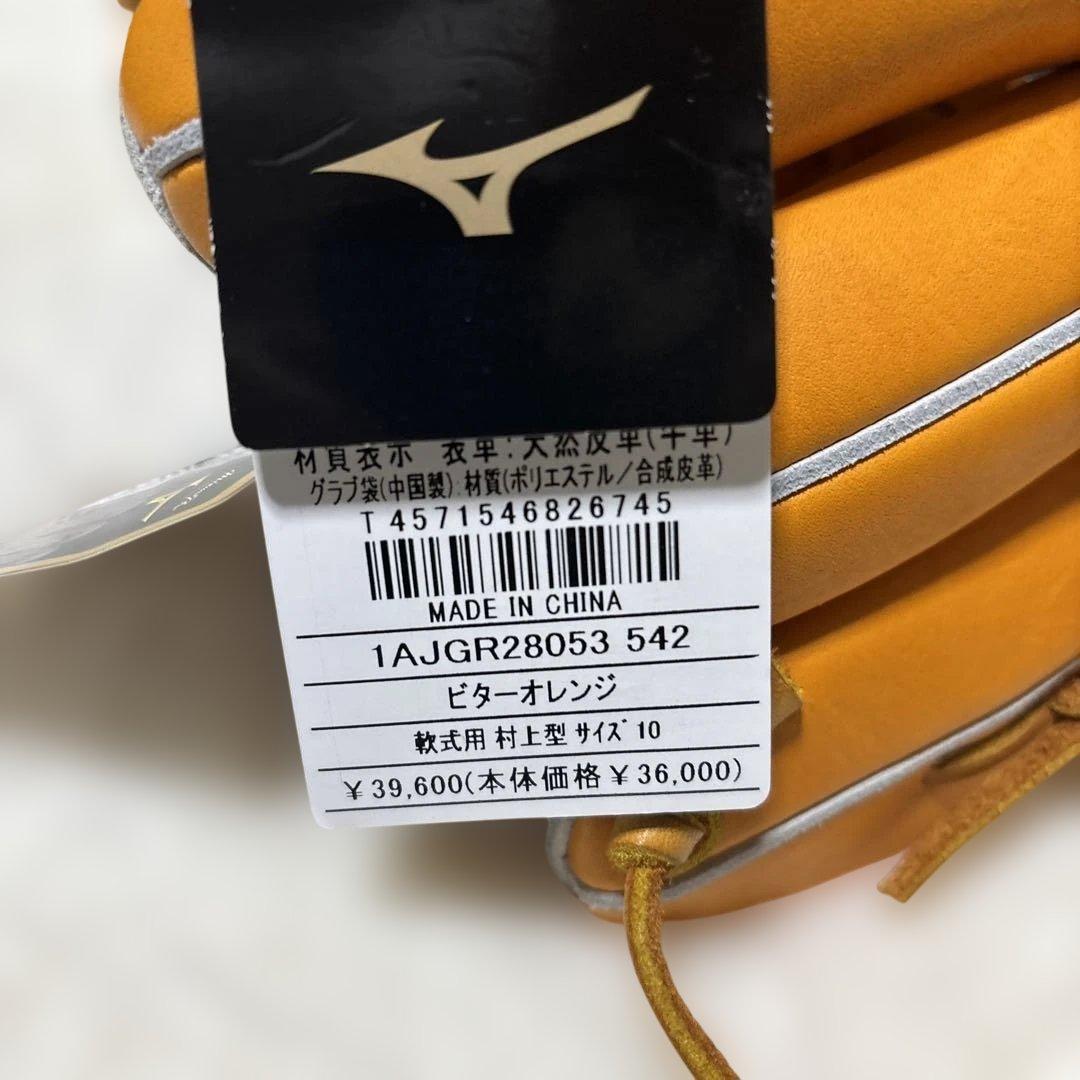 材質表示 表革:天然皮革(牛革)
グラブ袋(中国製):材質(ポリエステル/合成皮革)
T 4571546826745
MADE IN CHINA
1AJGR28053 542
ビターオレンジ
軟式用 村上型 サイズ 10
¥39,600(本体価格¥36,000)